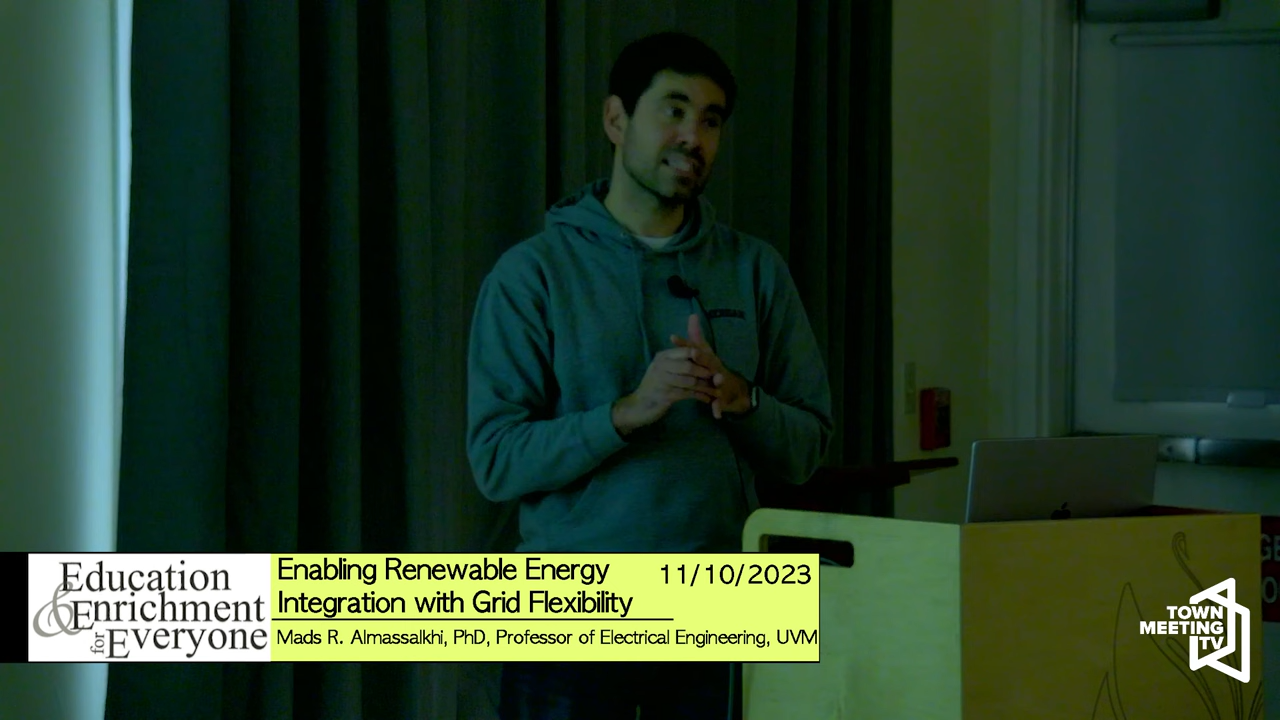 Education
& Enrichment
for Everyone
Enabling Renewable Energy
11/10/2023
Integration with Grid Flexibility
Mads R. Almassalkhi, PhD, Professor of Electrical Engineering, UVM
TOWN
MEETING
TV